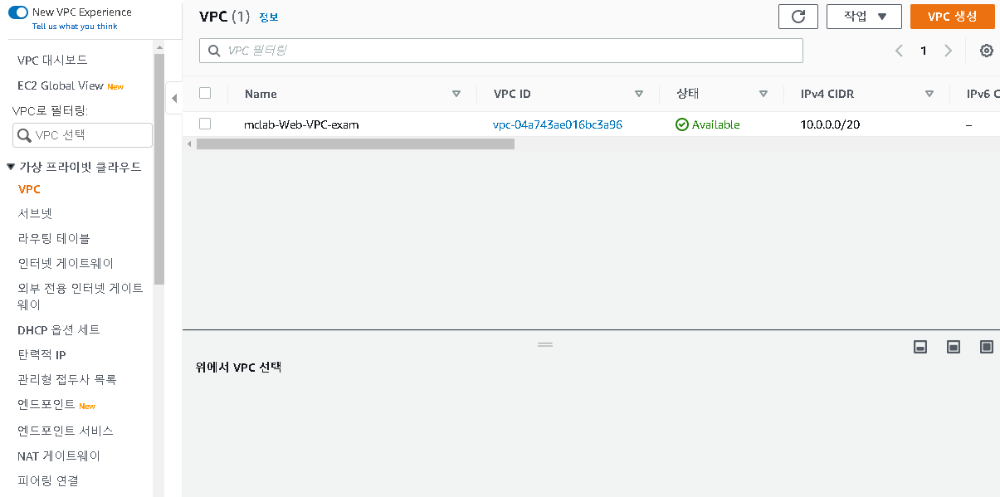 New VPC Experience
Tell us what you think
VPC 대시보드
EC2 Global View New
VPC로 필터링:
VPC 선택
가상 프라이빗 클라우드
VPC
서브넷
라우팅 테이블
인터넷 게이트웨이
외부 전용 인터넷 게이트
웨이
DHCP 옵션 세트
탄력적 IP
관리형 접두사 목록
엔드포인트 New
엔드포인트 서비스
NAT 게이트웨이
피어링 연결
VPC (1) 정보
작업
VPC 생성
VPC 필터링
1
Name VPC ID 상태 IPv4 CIDR IPv6 C
mclab-Web-VPC-exam vpc-04a743ae016bc3a96 Available 10.0.0.0/20 –
위에서 VPC 선택